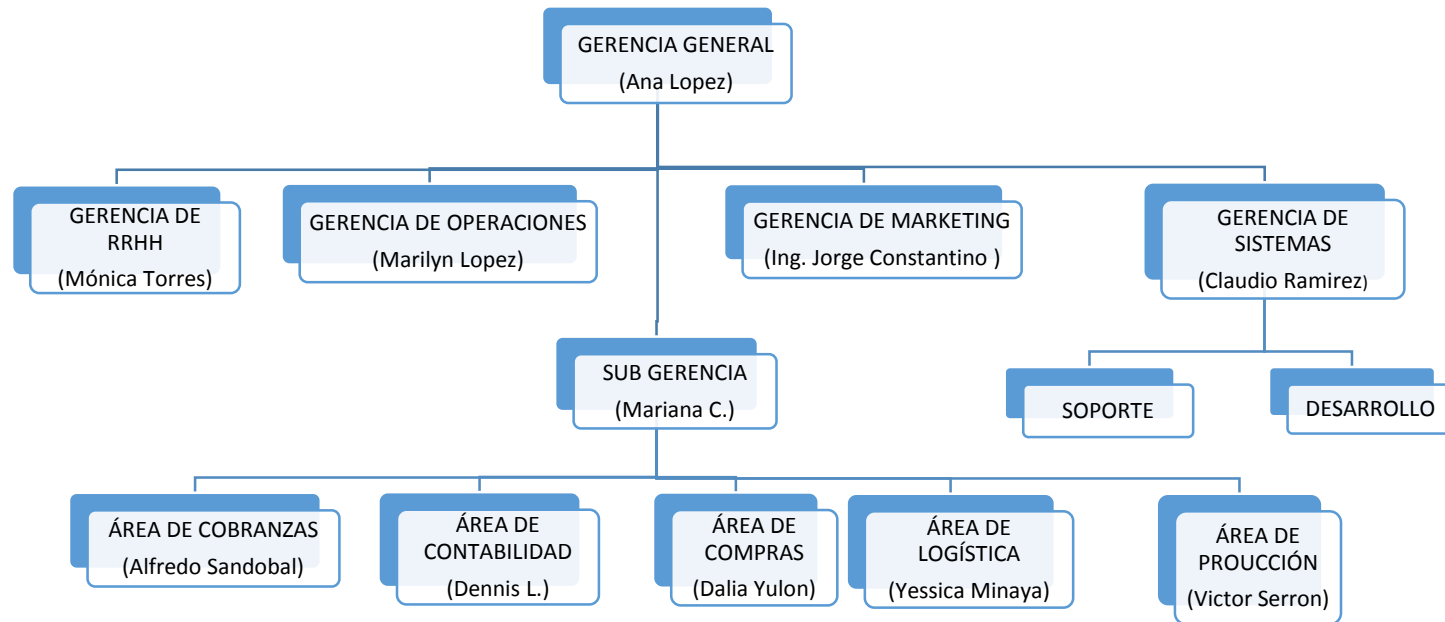 GERENCIA GENERAL
(Ana Lopez)
GERENCIA DE
RRHH
(Mónica Torres)
GERENCIA DE OPERACIONES
(Marilyn Lopez)
GERENCIA DE MARKETING
(Ing. Jorge Constantino )
GERENCIA DE
SISTEMAS
(Claudio Ramirez)
SUB GERENCIA
(Mariana C.)
SOPORTE
DESARROLLO
ÁREA DE COBRANZAS
(Alfredo Sandobal)
ÁREA DE
CONTABILIDAD
(Dennis L.)
ÁREA DE
COMPRAS
(Dalia Yulon)
ÁREA DE
LOGÍSTICA
(Yessica Minaya)
ÁREA DE
PROUCCIÓN
(Victor Serron)